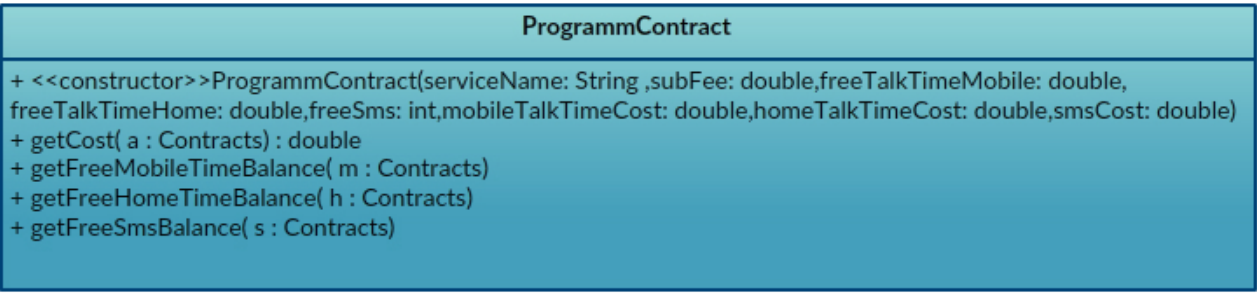 ProgrammContract
+ <<constructor>>ProgrammContract(serviceName: String ,subFee: double,freeTalkTimeMobile: double,
freeTalkTimeHome: double,freeSms: int,mobileTalkTimeCost: double,homeTalkTimeCost: double,smsCost: double)
+ getCost( a : Contracts) : double
+ getFreeMobileTimeBalance( m : Contracts)
+ getFreeHomeTimeBalance( h : Contracts)
+ getFreeSmsBalance( s : Contracts)